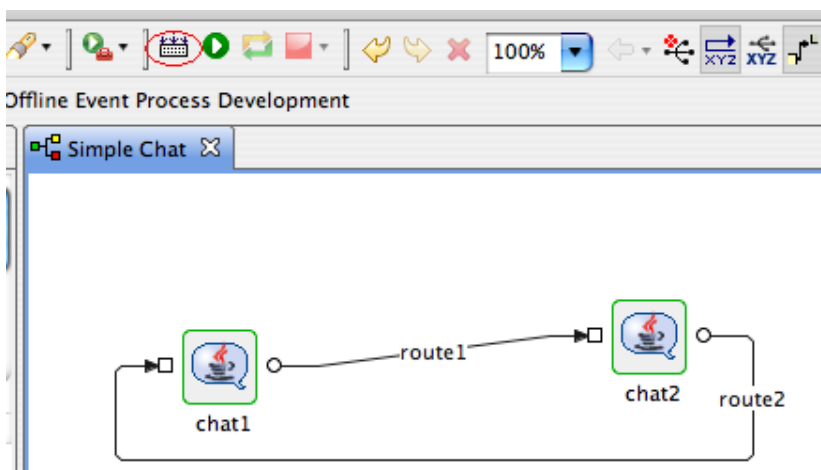 100%
XYZ
XYZ
L
Offline Event Process Development
Simple Chat
route1
chat1
chat2
route2